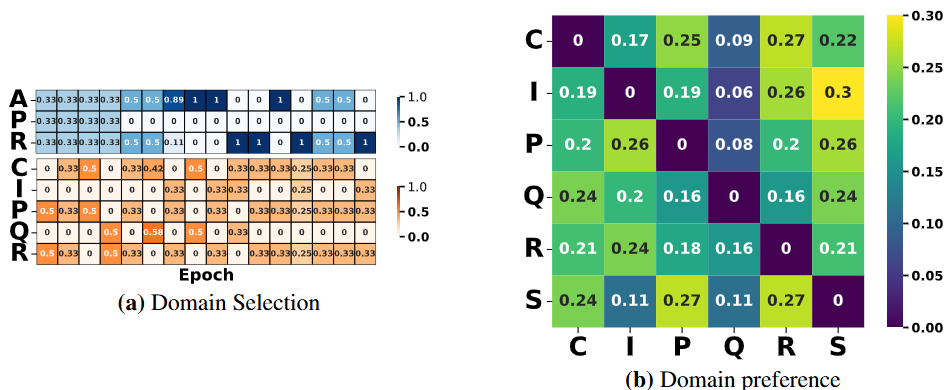 A 0.33 0.33 0.33 0.33 0.5 0.5 0.89 1 1 0 0 1 0 0.5 0.5 0
P 0.33 0.33 0.33 0.33 0 0 0 0 0 0 0 0 0 0 0 0
R 0.33 0.33 0.33 0.33 0.5 0.5 0.11 0 0 1 1 0 1 0.5 0.5 1
1.0
0.5
0.0
C 0 0.33 0.5 0 0.33 0.42 0 0.5 0 0.33 0.33 0.33 0.25 0.33 0.33 0
I 0 0 0 0 0 0 0.33 0 0.33 0.33 0 0 0.25 0 0 0.33
P 0.5 0.33 0.5 0 0.33 0 0.33 0 0.33 0 0.33 0.33 0.25 0.33 0.33 0.33
Q 0 0 0 0.5 0 0.58 0 0.5 0 0.33 0 0 0 0 0 0
R 0.5 0.33 0 0.5 0.33 0 0.33 0 0.33 0 0.33 0.33 0.25 0.33 0.33 0.33
1.0
0.5
0.0
Epoch
(a) Domain Selection
C 0 0.17 0.25 0.09 0.27 0.22
I 0.19 0 0.19 0.06 0.26 0.3
P 0.2 0.26 0 0.08 0.2 0.26
Q 0.24 0.2 0.16 0 0.16 0.24
R 0.21 0.24 0.18 0.16 0 0.21
S 0.24 0.11 0.27 0.11 0.27 0
C I P Q R S
0.30
0.25
0.20
0.15
0.10
0.05
0.00
(b) Domain preference